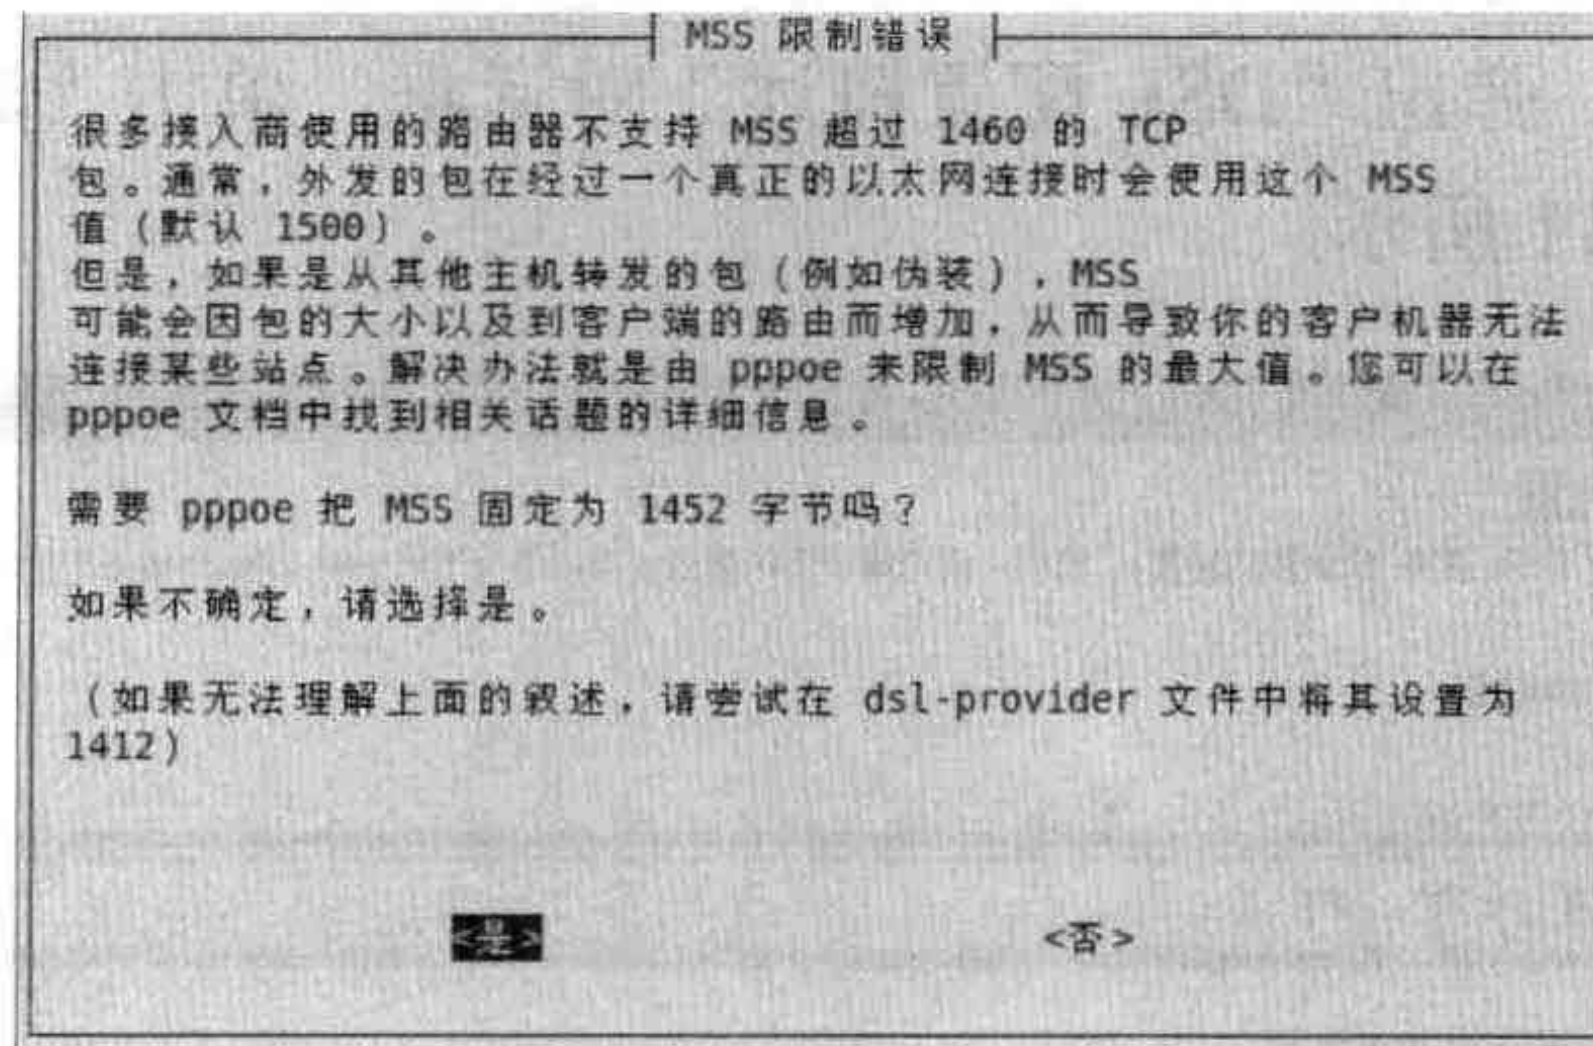 MSS 限制错误
很多接入商使用的路由器不支持 MSS 超过 1460 的 TCP
包。通常，外发的包在经过一个真正的以太网连接时会使用这个 MSS
值（默认 1500）。
但是，如果是从其他主机转发的包（例如伪装），MSS
可能会因包的大小以及到客户端的路由而增加，从而导致你的客户机器无法
连接某些站点。解决办法就是由 pppoe 来限制 MSS 的最大值。您可以在
pppoe 文档中找到相关话题的详细信息。
需要 pppoe 把 MSS 固定为 1452 字节吗？
如果不确定，请选择是。
（如果无法理解上面的叙述，请尝试在 dsl-provider 文件中将其设置为
1412）
<是> <否>